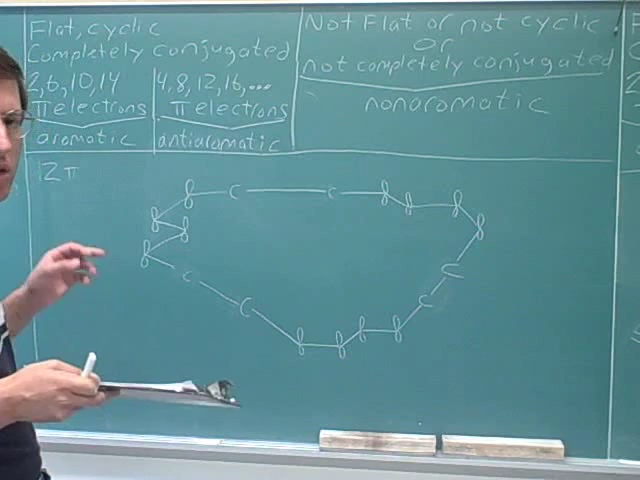 Flat, cyclic
Completely conjugated
2,6,10,14
π electrons
aromatic
4,8,12,16,...
π electrons
antiaromatic
Not Flat or not cyclic
or
not completely conjugated
nonaromatic
12 π
C C
C C
C C